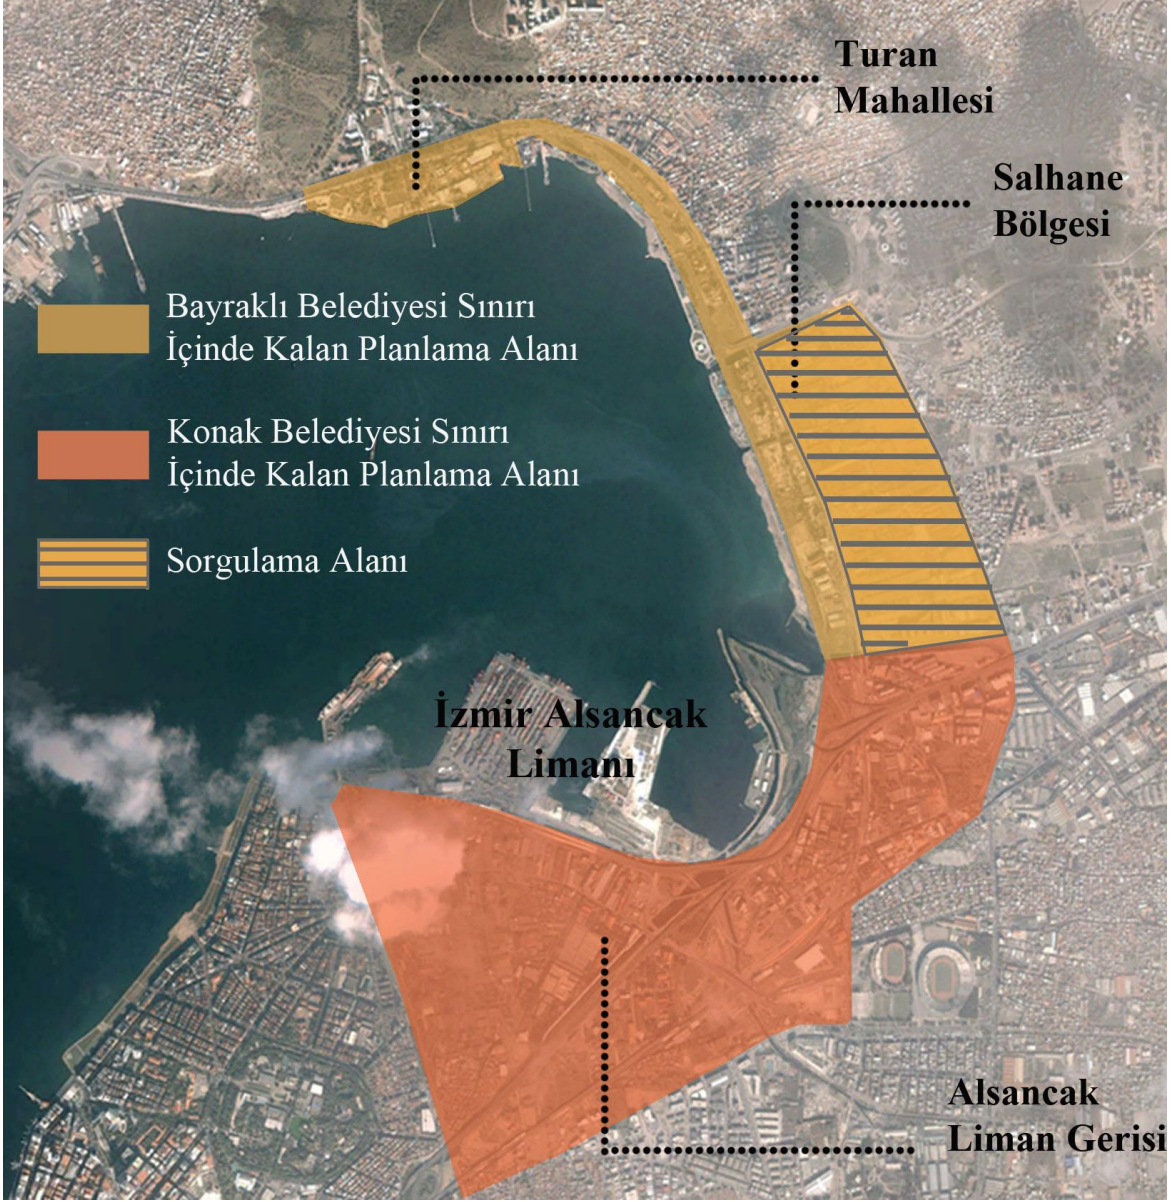 Turan
Mahallesi
Salhane
Bölgesi
Bayraklı Belediyesi Sınırı
İçinde Kalan Planlama Alanı
Konak Belediyesi Sınırı
İçinde Kalan Planlama Alanı
Sorgulama Alanı
İzmir Alsancak
Limanı
Alsancak
Liman Gerisi